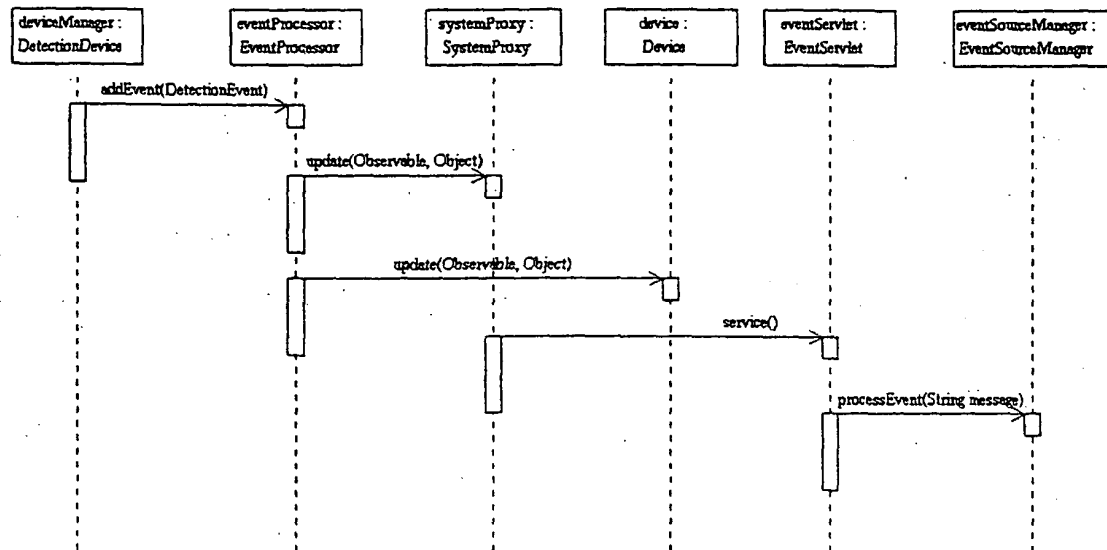 deviceManager :
DetectionDevice
eventProcessor :
EventProcessor
systemProxy :
SystemProxy
device :
Device
eventServlet :
EventServlet
eventSourceManager :
EventSourceManager
addEvent(DetectionEvent)
update(Observable, Object)
update(Observable, Object)
service()
processEvent(String message)